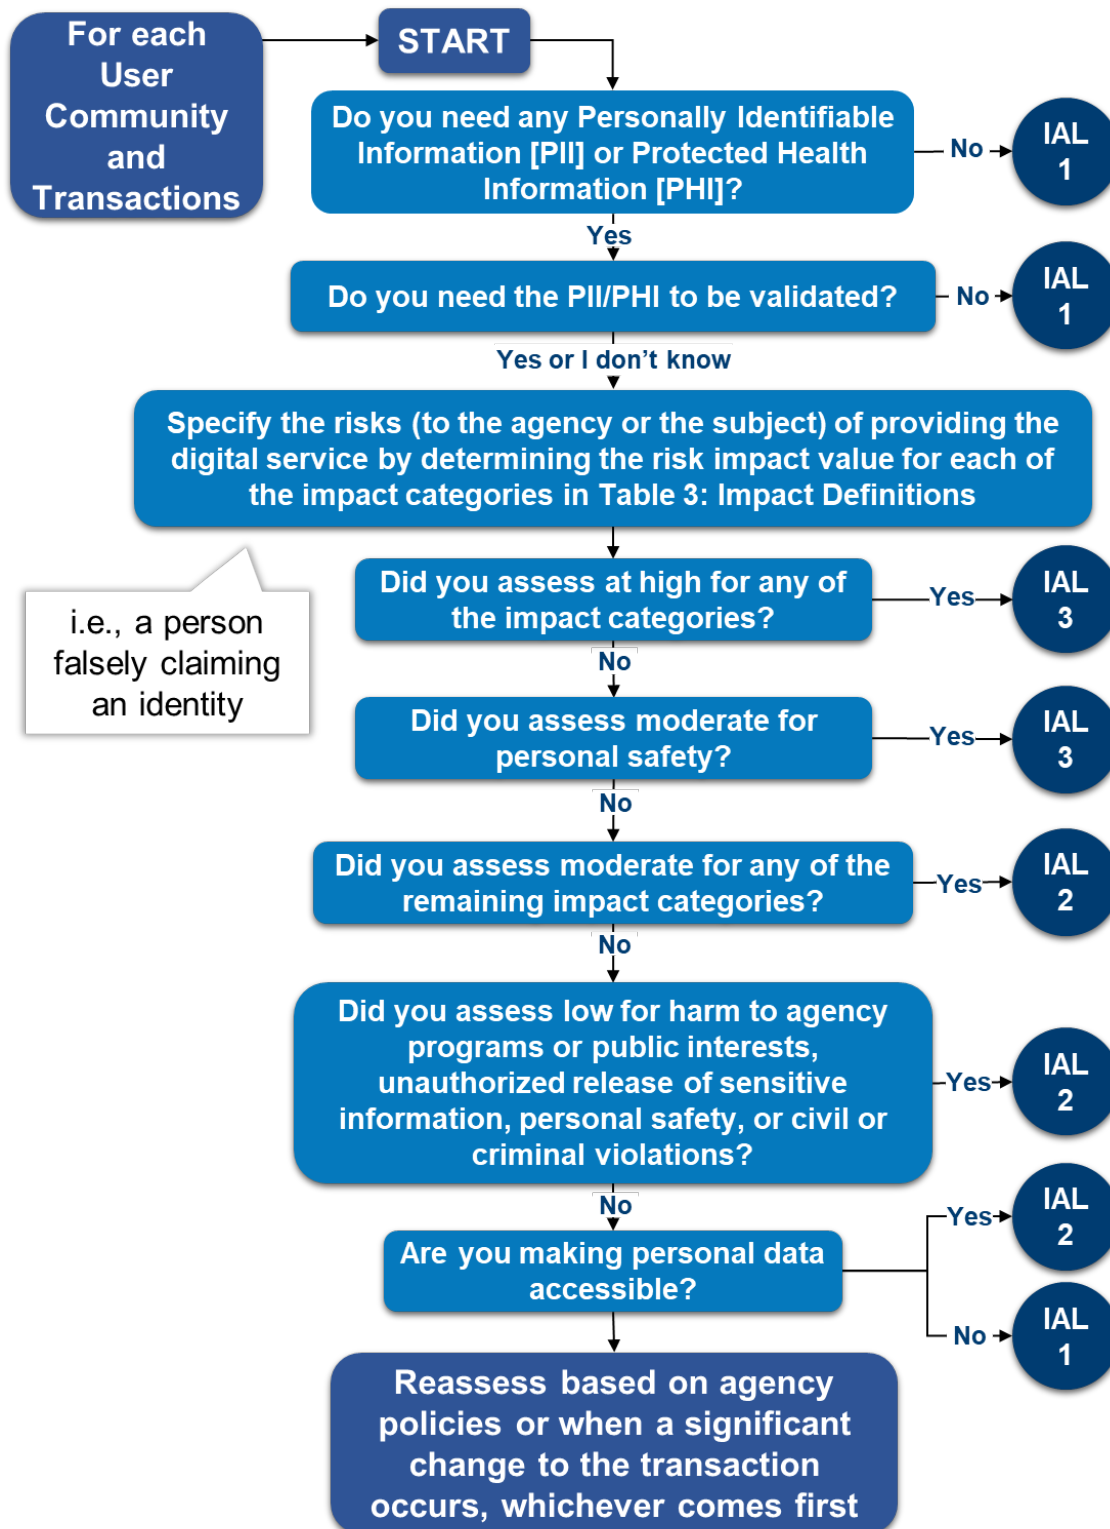 For each
User
Community
and
Transactions
START
Do you need any Personally Identifiable
Information [PII] or Protected Health
Information [PHI]?
No
IAL
1
Yes
Do you need the PII/PHI to be validated?
No
IAL
1
Yes or I don't know
Specify the risks (to the agency or the subject) of providing the
digital service by determining the risk impact value for each of
the impact categories in Table 3: Impact Definitions
i.e., a person
falsely claiming
an identity
Did you assess at high for any of
the impact categories?
Yes
IAL
3
No
Did you assess moderate for
personal safety?
Yes
IAL
3
No
Did you assess moderate for any of the
remaining impact categories?
Yes
IAL
2
No
Did you assess low for harm to agency
programs or public interests,
unauthorized release of sensitive
information, personal safety, or civil or
criminal violations?
Yes
IAL
2
No
Are you making personal data
accessible?
Yes
IAL
2
No
IAL
1
Reassess based on agency
policies or when a significant
change to the transaction
occurs, whichever comes first